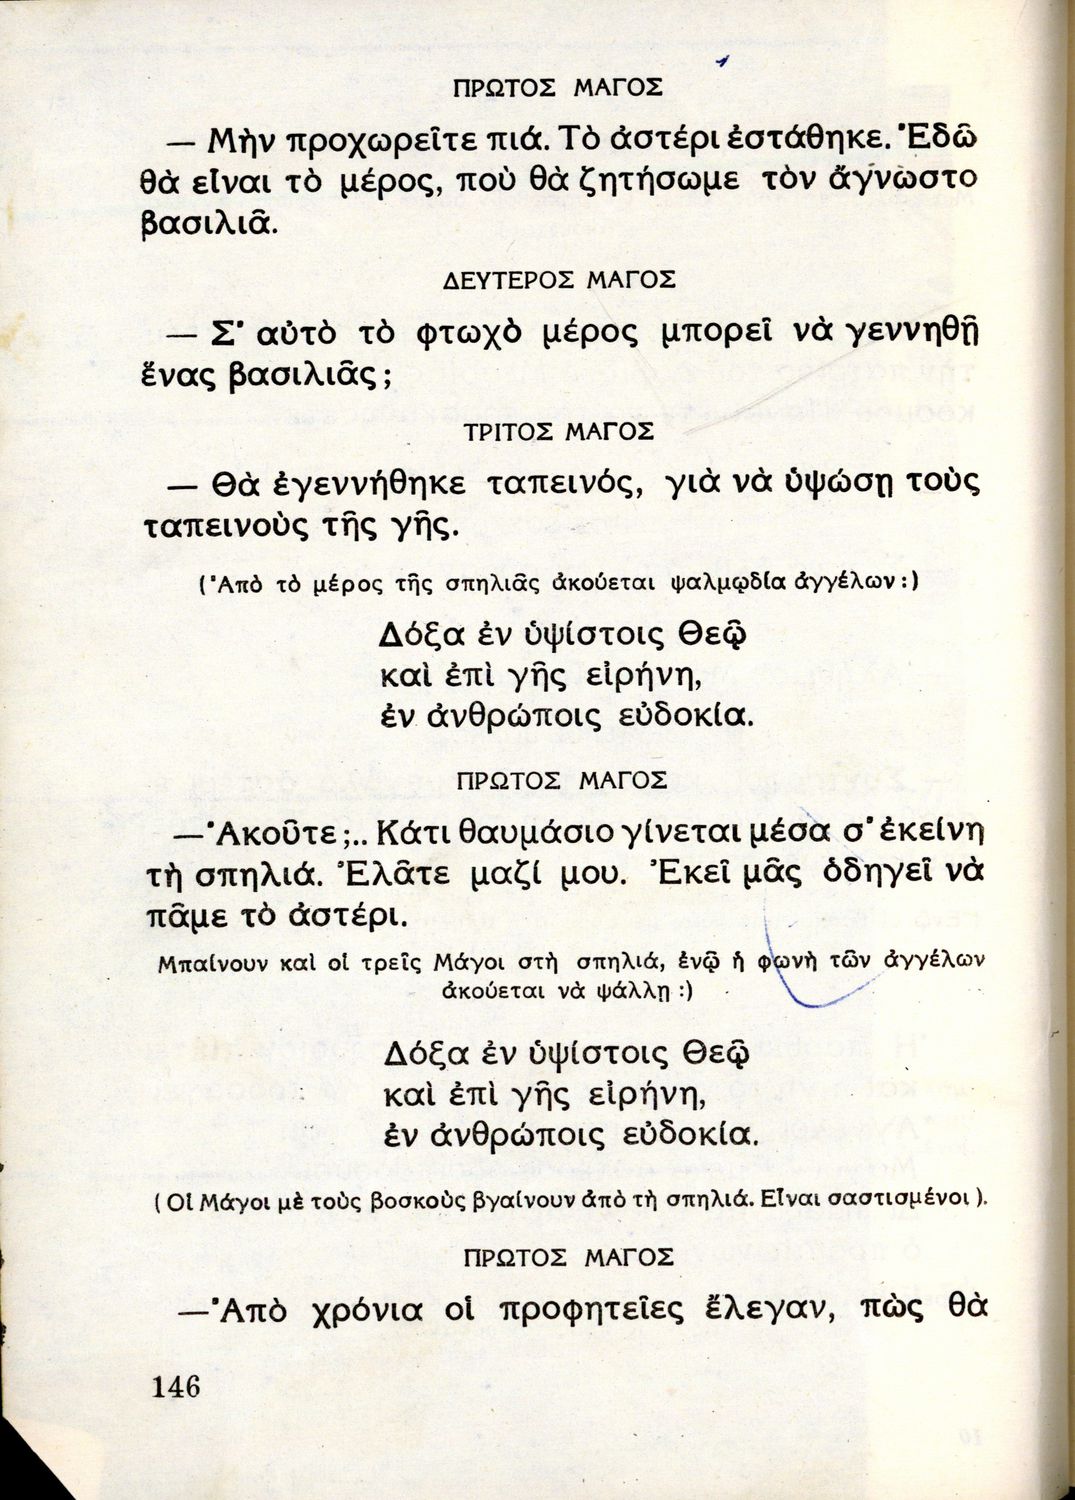 ΠΡΩΤΟΣ ΜΑΓΟΣ
— Μὴν προχωρεῖτε πιά. Τὸ ἀστέρι ἐστάθηκε. Ἐδῶ
θὰ εἶναι τὸ μέρος, ποὺ θὰ ζητήσωμε τὸν ἄγνωστο
βασιλιᾶ.
ΔΕΥΤΕΡΟΣ ΜΑΓΟΣ
— Σ' αὐτὸ τὸ φτωχὸ μέρος μπορεῖ νὰ γεννηθῆ
ἕνας βασιλιᾶς;
ΤΡΙΤΟΣ ΜΑΓΟΣ
— Θὰ ἐγεννήθηκε ταπεινός, γιὰ νὰ ὑψώση τοὺς
ταπεινοὺς τῆς γῆς.
(Ἀπὸ τὸ μέρος τῆς σπηλιᾶς ἀκούεται ψαλμῳδία ἀγγέλων:)
Δόξα ἐν ὑψίστοις Θεῷ
καὶ ἐπὶ γῆς εἰρήνη,
ἐν ἀνθρώποις εὐδοκία.
ΠΡΩΤΟΣ ΜΑΓΟΣ
—Ἀκοῦτε;.. Κάτι θαυμάσιο γίνεται μέσα σ' ἐκείνη
τὴ σπηλιά. Ἐλᾶτε μαζί μου. Ἐκεῖ μᾶς ὁδηγεῖ νὰ
πᾶμε τὸ ἀστέρι.
Μπαίνουν καὶ οἱ τρεῖς Μάγοι στὴ σπηλιά, ἐνῷ ἡ φωνὴ τῶν ἀγγέλων
ἀκούεται νὰ ψάλλῃ :)
Δόξα ἐν ὑψίστοις Θεῷ
καὶ ἐπὶ γῆς εἰρήνη,
ἐν ἀνθρώποις εὐδοκία.
( Οἱ Μάγοι μὲ τοὺς βοσκοὺς βγαίνουν ἀπὸ τὴ σπηλιά. Εἶναι σαστισμένοι ).
ΠΡΩΤΟΣ ΜΑΓΟΣ
—Ἀπὸ χρόνια οἱ προφητεῖες ἔλεγαν, πὼς θὰ
146